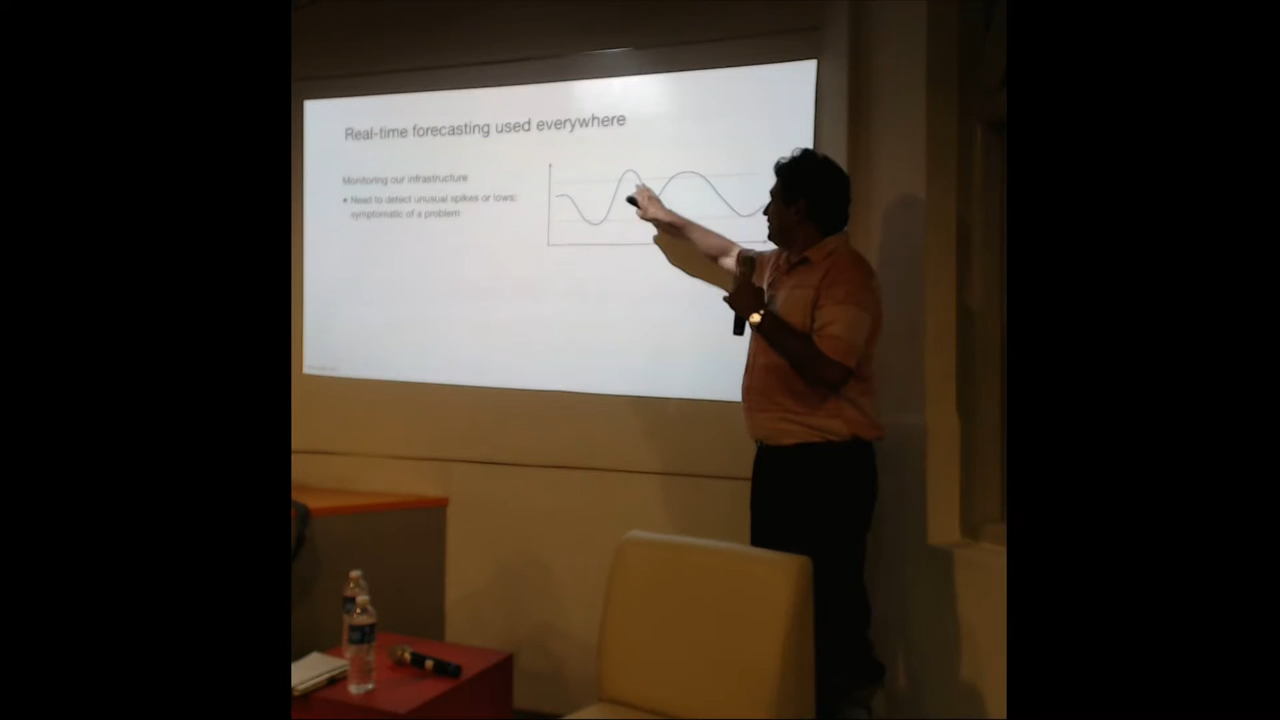 Real-time forecasting used everywhere
Monitoring our infrastructure
• Need to detect unusual spikes or lows:
symptomatic of a problem